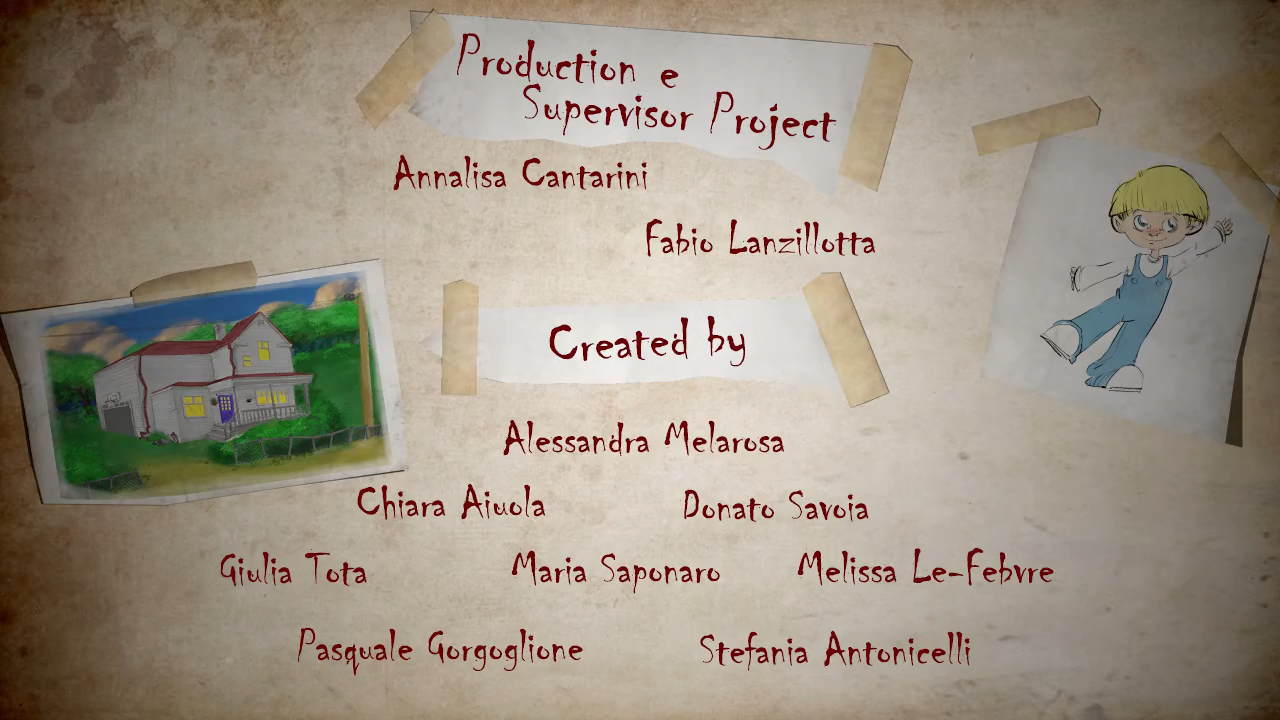 Production e
Supervisor Project
Annalisa Cantarini
Fabio Lanzillotta
Created by
Alessandra Melarosa
Chiara Aiuola Donato Savoia
Giulia Tota Maria Saponaro Melissa Le-Febvre
Pasquale Gorgoglione Stefania Antonicelli